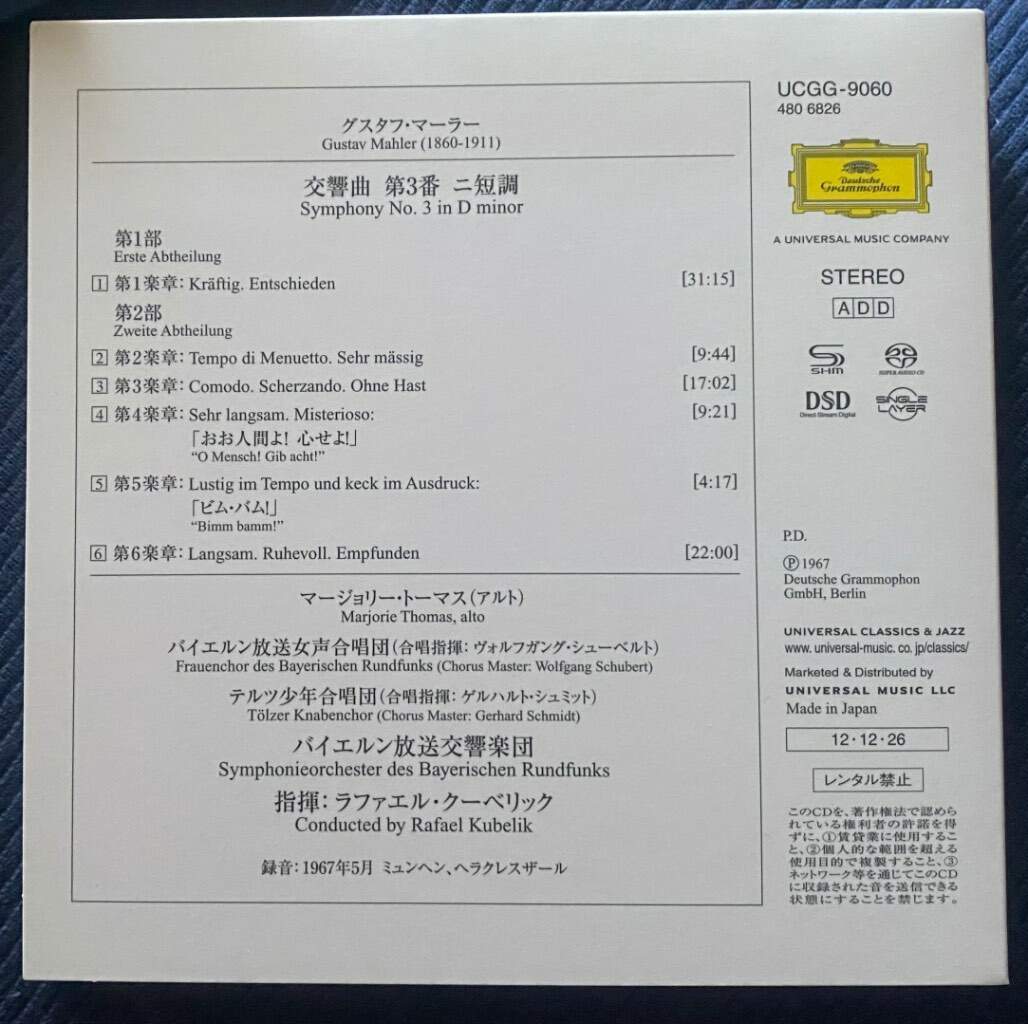 グスタフ・マーラー
Gustav Mahler (1860-1911)
交響曲 第3番 ニ短調
Symphony No. 3 in D minor
第1部
Erste Abtheilung
1 第1楽章: Kräftig. Entschieden [31:15]
第2部
Zweite Abtheilung
2 第2楽章: Tempo di Menuetto. Sehr mässig [9:44]
3 第3楽章: Comodo. Scherzando. Ohne Hast [17:02]
4 第4楽章: Sehr langsam. Misterioso: [9:21]
「おお人間よ! 心せよ!」
“O Mensch! Gib acht!”
5 第5楽章: Lustig im Tempo und keck im Ausdruck: [4:17]
「ビム・バム!」
“Bimm bamm!”
6 第6楽章: Langsam. Ruhevoll. Empfunden [22:00]
マージョリー・トーマス(アルト)
Marjorie Thomas, alto
バイエルン放送女声合唱団(合唱指揮: ヴォルフガング・シューベルト)
Frauenchor des Bayerischen Rundfunks (Chorus Master: Wolfgang Schubert)
テルツ少年合唱団(合唱指揮: ゲルハルト・シュミット)
Tölzer Knabenchor (Chorus Master: Gerhard Schmidt)
バイエルン放送交響楽団
Symphonieorchester des Bayerischen Rundfunks
指揮: ラファエル・クーベリック
Conducted by Rafael Kubelik
録音: 1967年5月 ミュンヘン、ヘラクレスザール
UCGG-9060
480 6826
Deutsche
Grammophon
A UNIVERSAL MUSIC COMPANY
STEREO
ADD
SHM
SUPER AUDIO CD
DSD
Direct Stream Digital
SINGLE
LAYER
P.D.
Ⓟ 1967
Deutsche Grammophon
GmbH, Berlin
UNIVERSAL CLASSICS & JAZZ
www. universal-music. co. jp/classics/
Marketed & Distributed by
UNIVERSAL MUSIC LLC
Made in Japan
12・12・26
レンタル禁止
このCDを、著作権法で認めら
れている権利者の許諾を得
ずに、①賃貸業に使用するこ
と、②個人的な範囲を超える
使用目的で複製すること、③
ネットワーク等を通じてこのCD
に収録された音を送信できる
状態にすることを禁じます。